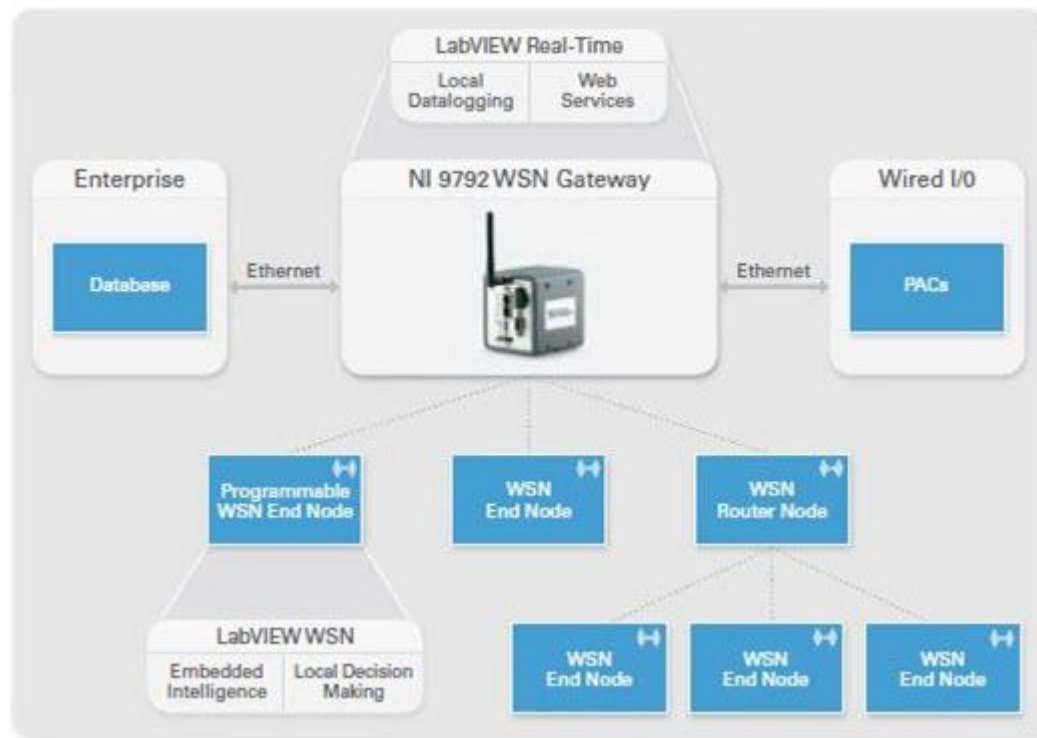 LabVIEW Real-Time
Local
Datalogging
Web
Services
Enterprise
NI 9792 WSN Gateway
Wired I/0
Database
Ethernet
Ethernet
PACs
Programmable
WSN End Node
WSN
End Node
WSN
Router Node
LabVIEW WSN
Embedded
Intelligence
Local Decision
Making
WSN
End Node
WSN
End Node
WSN
End Node